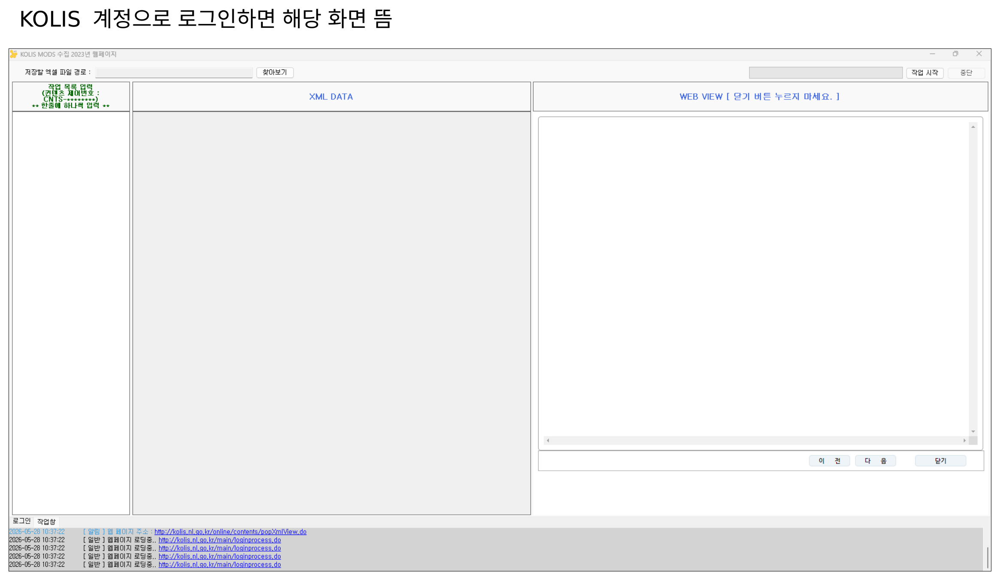 KOLIS 계정으로 로그인하면 해당 화면 뜸
KOLIS MODS 수집 2023년 웹페이지
저장할 엑셀 파일 경로 :
찾아보기
작업 시작
중단
작업 목록 입력
(컨텐츠 제어번호 :
CNTS-********)
** 한줄에 하나씩 입력 **
XML DATA
WEB VIEW [ 닫기 버튼 누르지 마세요. ]
이 전
다 음
닫기
로그인
작업창
2026-05-28 10:37:22 [ 알림 ] 웹 페이지 주소 : http://kolis.nl.go.kr/online/contents/popXmlView.do
2026-05-28 10:37:22 [ 일반 ] 웹페이지 로딩중.. http://kolis.nl.go.kr/main/loginprocess.do
2026-05-28 10:37:22 [ 일반 ] 웹페이지 로딩중.. http://kolis.nl.go.kr/main/loginprocess.do
2026-05-28 10:37:22 [ 일반 ] 웹페이지 로딩중.. http://kolis.nl.go.kr/main/loginprocess.do
2026-05-28 10:37:22 [ 일반 ] 웹페이지 로딩중.. http://kolis.nl.go.kr/main/loginprocess.do